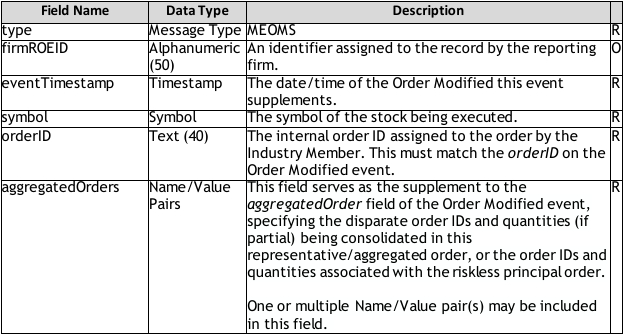 Field Name Data Type Description
type Message Type MEOMS R
firmROEID Alphanumeric An identifier assigned to the record by the reporting O
(50) firm.
eventTimestamp Timestamp The date/time of the Order Modified this event R
supplements.
symbol Symbol The symbol of the stock being executed. R
orderID Text (40) The internal order ID assigned to the order by the R
Industry Member. This must match the orderID on the
Order Modified event.
aggregatedOrders Name/Value This field serves as the supplement to the R
Pairs aggregatedOrder field of the Order Modified event,
specifying the disparate order IDs and quantities (if
partial) being consolidated in this
representative/aggregated order, or the order IDs and
quantities associated with the riskless principal order.
One or multiple Name/Value pair(s) may be included
in this field.